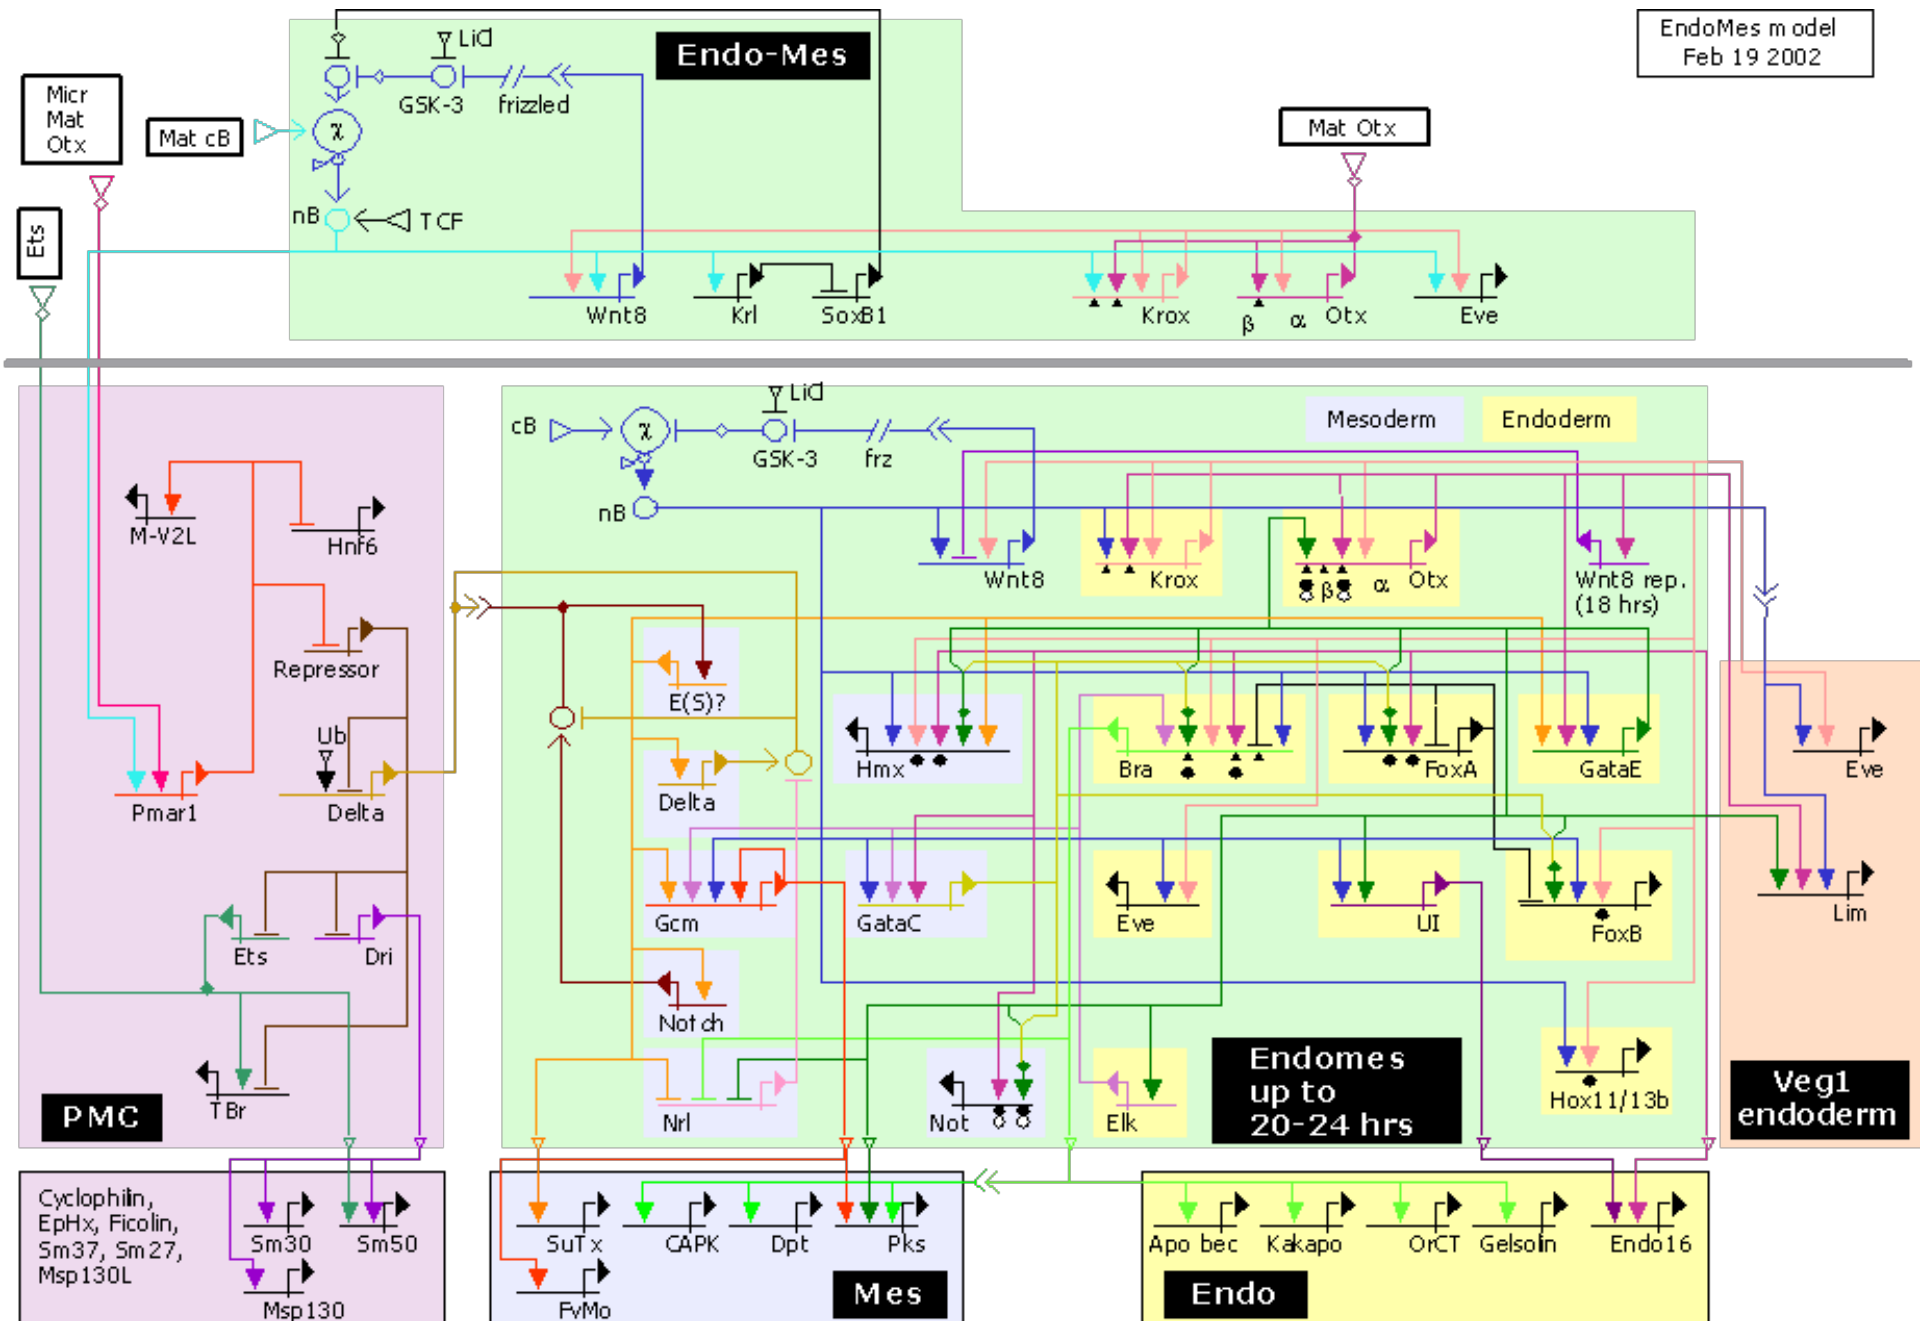 EndoMes model
Feb 19 2002
LiCl
Endo-Mes
GSK-3
frizzled
Micr
Mat
Otx
Mat cB
χ
Mat Otx
nB
TCF
Ets
Wnt8
Krl
SoxB1
Krox
β
α
Otx
Eve
LiCl
cB
χ
GSK-3
frz
Mesoderm
Endoderm
nB
M-V2L
Hnf6
Wnt8
Krox
β
α
Otx
Wnt8 rep.
(18 hrs)
Repressor
E(S)?
Ub
Pmar1
Delta
Delta
Hmx
Bra
FoxA
GataE
Eve
Ets
Dri
Gcm
GataC
Eve
UI
FoxB
Lim
Notch
TBr
PMC
Nrl
Not
Elk
Endomes
up to
20-24 hrs
Hox11/13b
Veg1
endoderm
Cyclophilin,
EpHx, Ficolin,
Sm37, Sm27,
Msp130L
Sm30
Sm50
Msp130
SuTx
CAPK
Dpt
Pks
FvMo
Mes
Apobec
Kakapo
OrCT
Gelsolin
Endo16
Endo